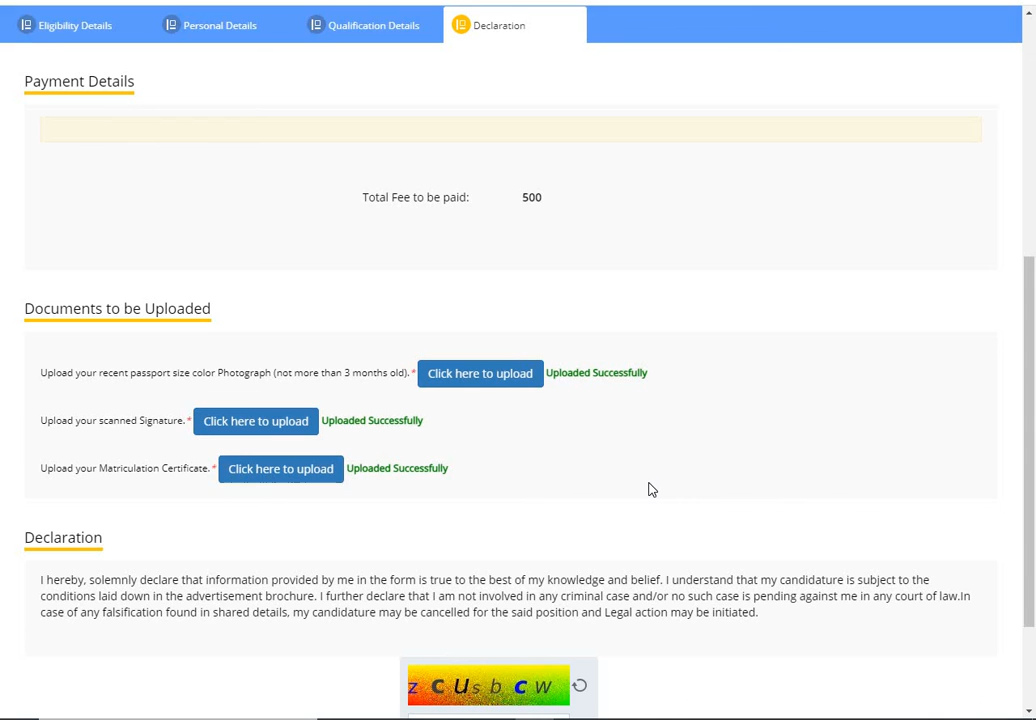 Eligibility Details Personal Details Qualification Details Declaration
Payment Details
Total Fee to be paid: 500
Documents to be Uploaded
Upload your recent passport size color Photograph (not more than 3 months old).* Click here to upload Uploaded Successfully
Upload your scanned Signature.* Click here to upload Uploaded Successfully
Upload your Matriculation Certificate.* Click here to upload Uploaded Successfully
Declaration
I hereby, solemnly declare that information provided by me in the form is true to the best of my knowledge and belief. I understand that my candidature is subject to the
conditions laid down in the advertisement brochure. I further declare that I am not involved in any criminal case and/or no such case is pending against me in any court of law.In
case of any falsification found in shared details, my candidature may be cancelled for the said position and Legal action may be initiated.
z c u s b c w